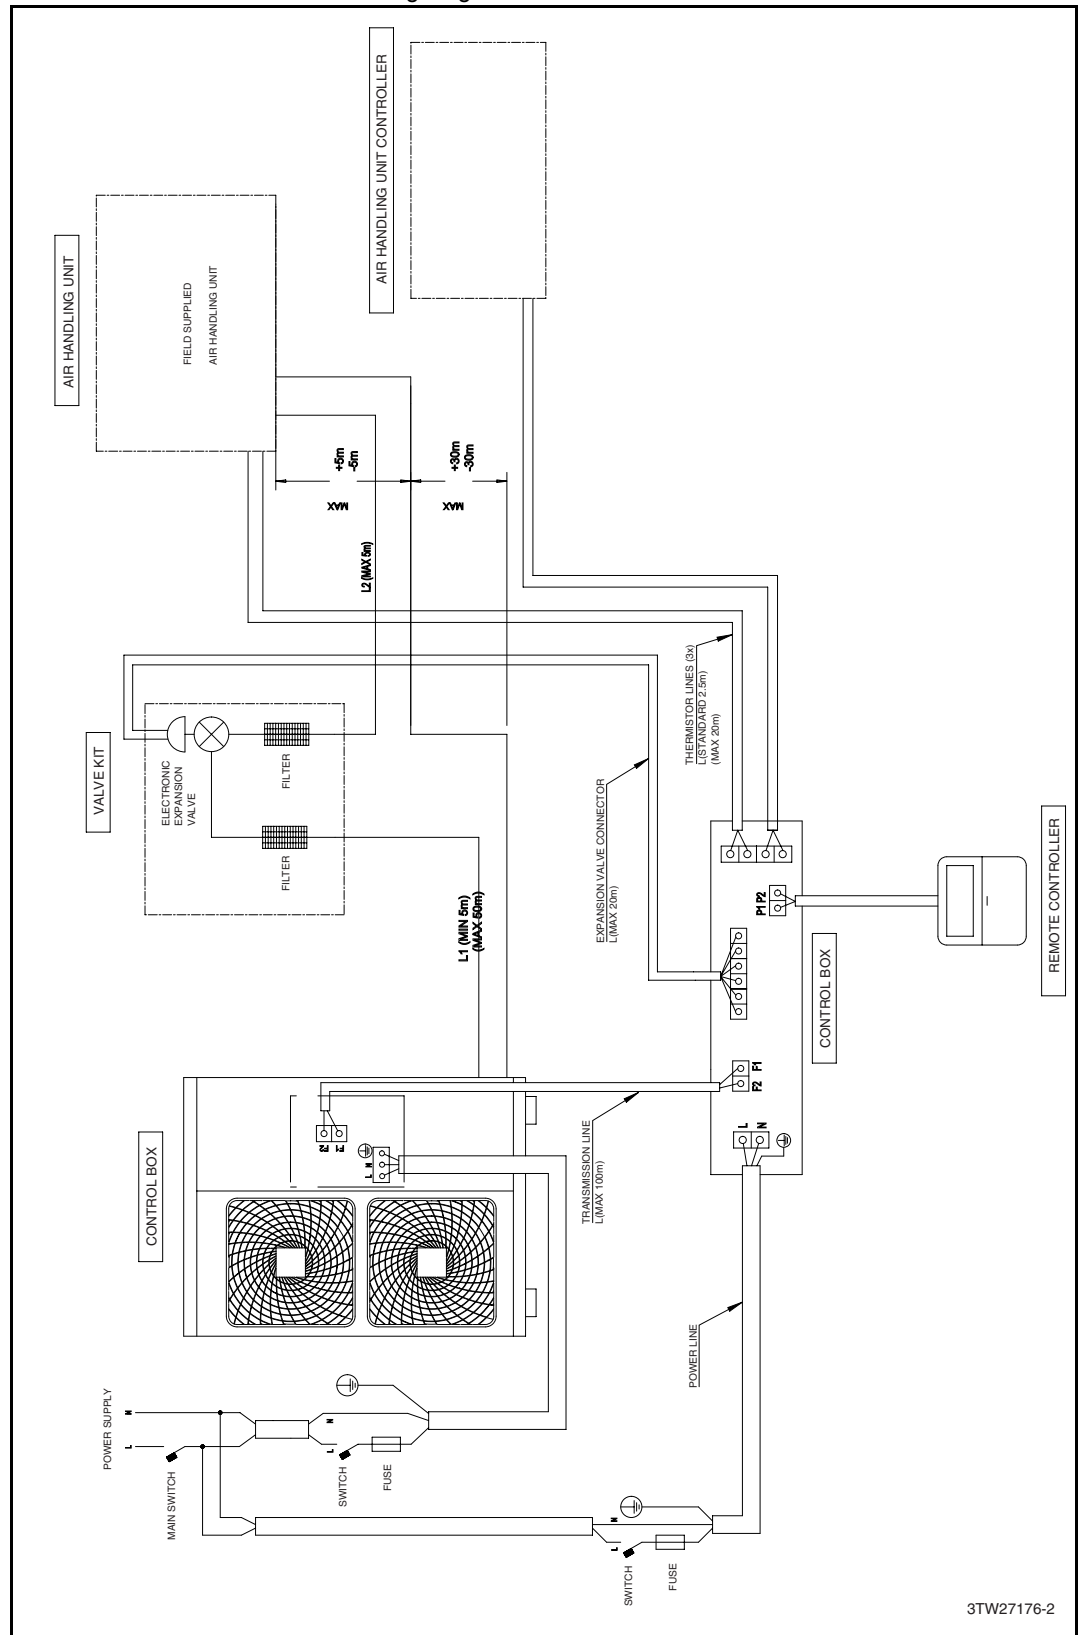 AIR HANDLING UNIT CONTROLLER
AIR HANDLING UNIT
FIELD SUPPLIED
AIR HANDLING UNIT
+5m
-5m
MAX
+30m
-30m
MAX
L2 (MAX 5m)
VALVE KIT
ELECTRONIC
EXPANSION
VALVE
FILTER
FILTER
L1 (MIN 5m)
(MAX 50m)
THERMISTOR LINES (3x)
L(STANDARD 2.5m)
(MAX 20m)
EXPANSION VALVE CONNECTOR
L(MAX 20m)
P1 P2
REMOTE CONTROLLER
CONTROL BOX
F2 F1
L N
TRANSMISSION LINE
L(MAX 100m)
CONTROL BOX
F2
F1
L N
POWER LINE
POWER SUPPLY
L N
MAIN SWITCH
L N
SWITCH
FUSE
L N
SWITCH
FUSE
3TW27176-2